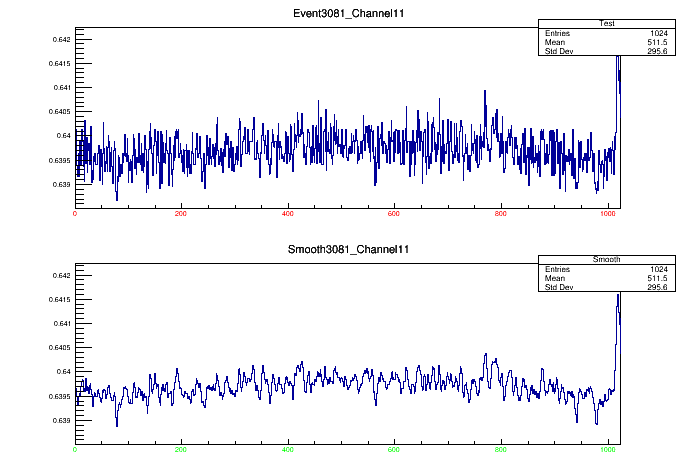 Event3081_Channel11
Test
Entries 1024
Mean 511.5
Std Dev 295.6
0.642
0.6415
0.641
0.6405
0.64
0.6395
0.639
0 200 400 600 800 1000
Smooth3081_Channel11
Smooth
Entries 1024
Mean 511.5
Std Dev 295.6
0.642
0.6415
0.641
0.6405
0.64
0.6395
0.639
0 200 400 600 800 1000